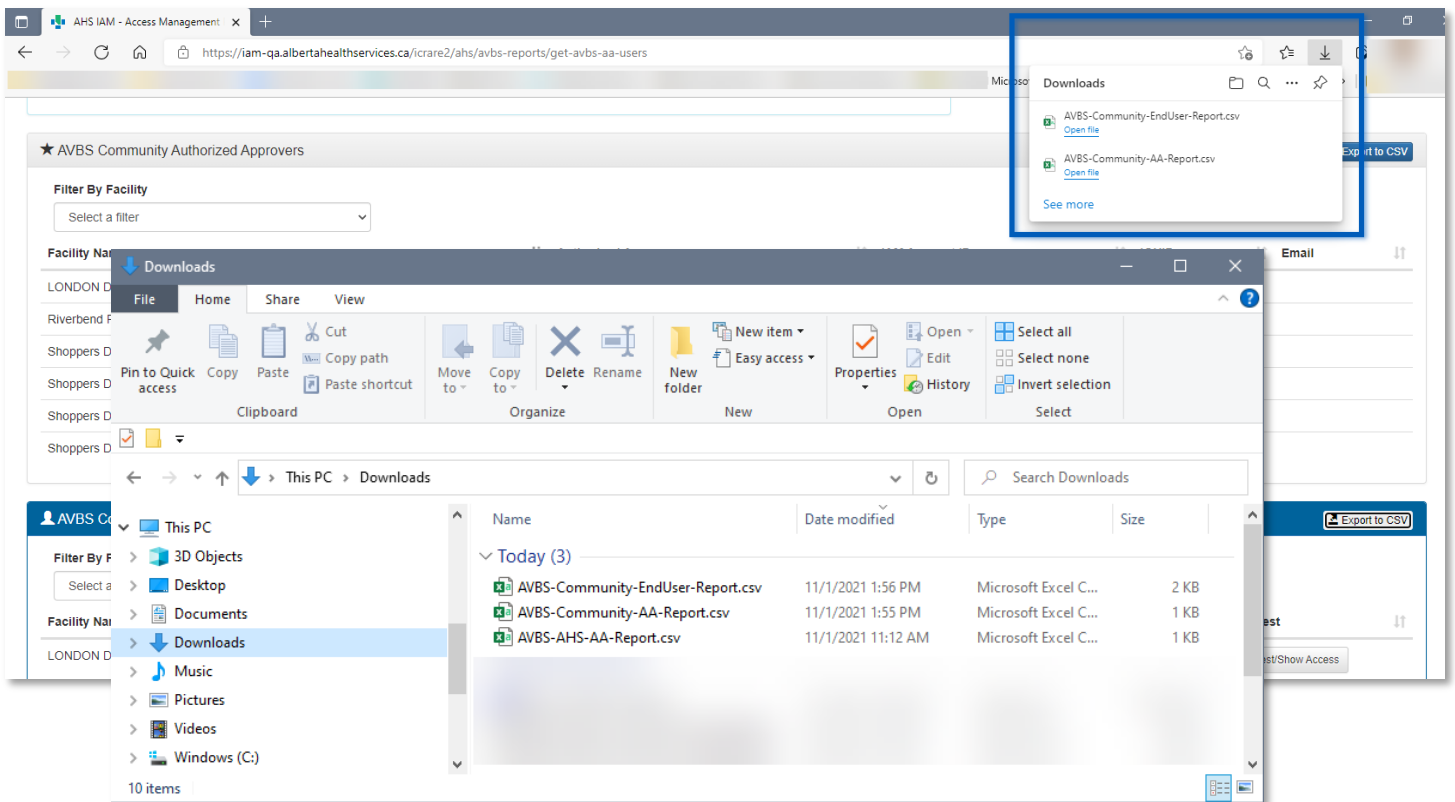 AHS IAM - Access Management
https://iam-qa.albertahealthservices.ca/icrare2/ahs/avbs-reports/get-avbs-aa-users
Downloads
AVBS-Community-EndUser-Report.csv
Open file
AVBS-Community-AA-Report.csv
Open file
See more
AVBS Community Authorized Approvers
Export to CSV
Filter By Facility
Select a filter
Facility Na
Email
LONDON D
Riverbend
Shoppers D
Shoppers D
Shoppers D
Shoppers D
Downloads
File Home Share View
Pin to Quick access
Copy
Paste
Cut
Copy path
Paste shortcut
Clipboard
Move to
Copy to
Delete
Rename
Organize
New folder
New item
Easy access
New
Properties
Open
Edit
History
Open
Select all
Select none
Invert selection
Select
This PC > Downloads
Search Downloads
AVBS
Export to CSV
Filter By
Select a
Facility Na
LONDON D
Show Access
This PC
3D Objects
Desktop
Documents
Downloads
Music
Pictures
Videos
Windows (C:)
Name Date modified Type Size
Today (3)
AVBS-Community-EndUser-Report.csv 11/1/2021 1:56 PM Microsoft Excel C... 2 KB
AVBS-Community-AA-Report.csv 11/1/2021 1:55 PM Microsoft Excel C... 1 KB
AVBS-AHS-AA-Report.csv 11/1/2021 11:12 AM Microsoft Excel C... 1 KB
10 items